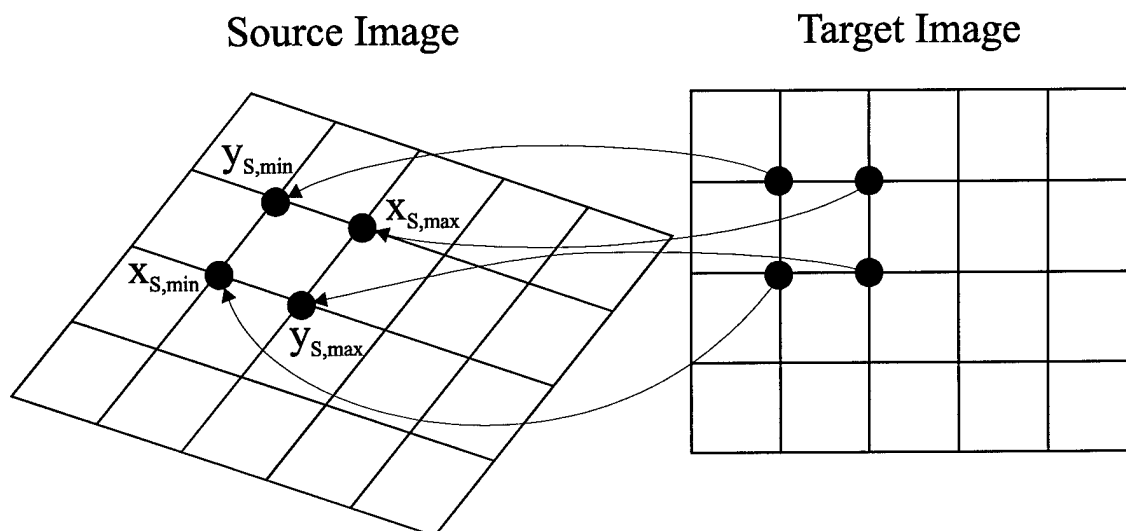 Source Image
Target Image
yS,min
xS,max
xS,min
yS,max